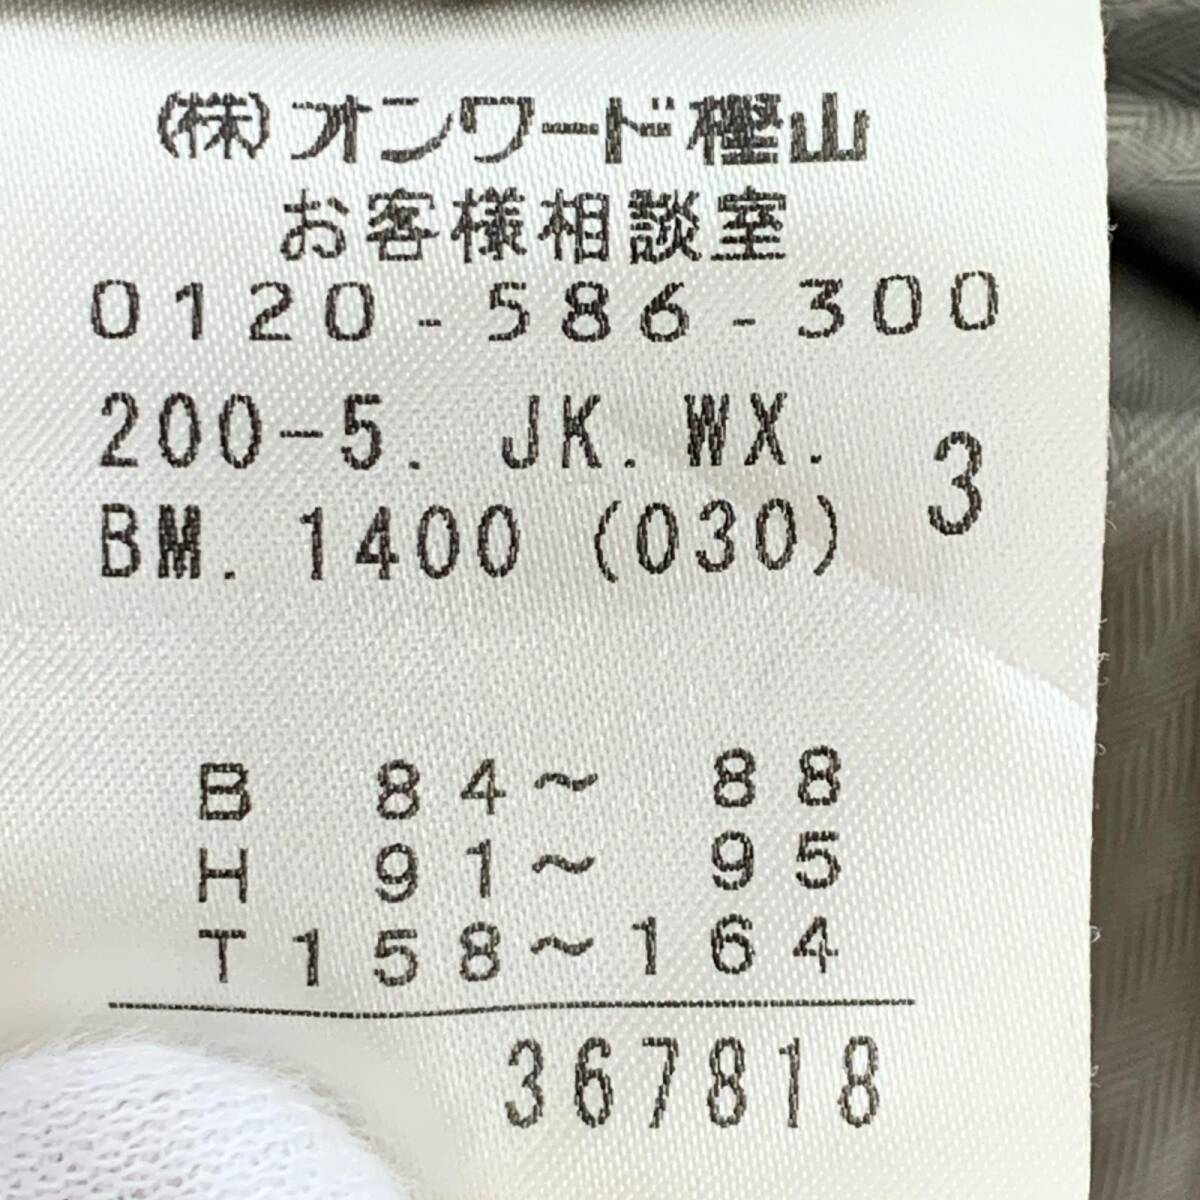 (株)オンワード樫山
お客様相談室
0120-586-300
200-5. JK. WX.
BM. 1400 (030) 3
B 84~ 88
H 91~ 95
T158~164
367818